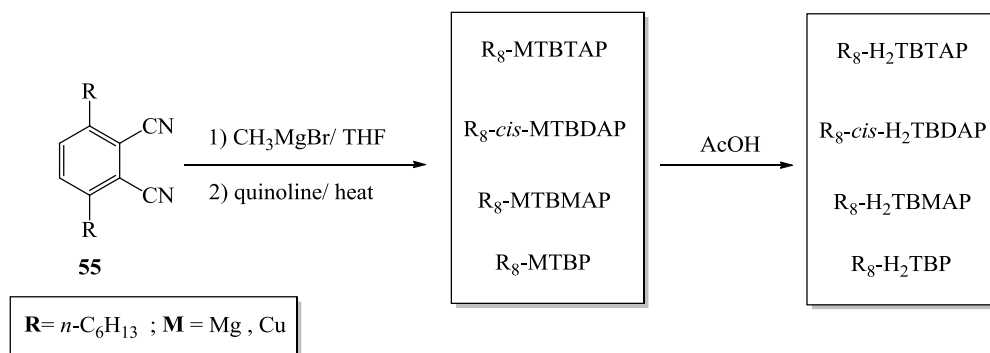 R
CN
CN
R
55
1) CH₃MgBr/ THF
2) quinoline/ heat
R₈-MTBTAP
R₈-cis-MTBDAP
R₈-MTBMAP
R₈-MTBP
AcOH
R₈-H₂TBTAP
R₈-cis-H₂TBDAP
R₈-H₂TBMAP
R₈-H₂TBP
R= n-C₆H₁₃ ; M = Mg , Cu